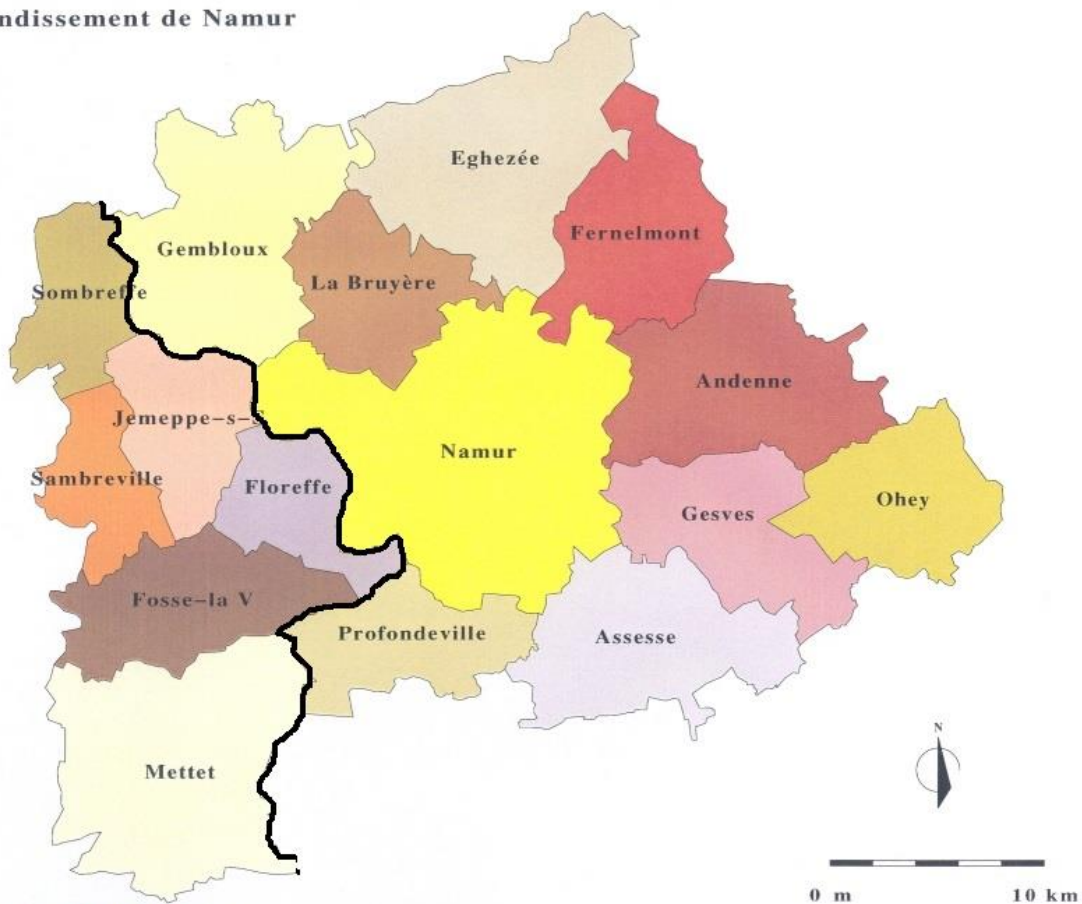 ndissement de Namur
Eghezée
Fernelmont
Gembloux
La Bruyère
Sombreffe
Andenne
Jemeppe-s-S
Namur
Sambreville
Floreffe
Ohey
Gesves
Fosse-la V
Profondeville
Assesse
Mettet
N
0 m 10 km